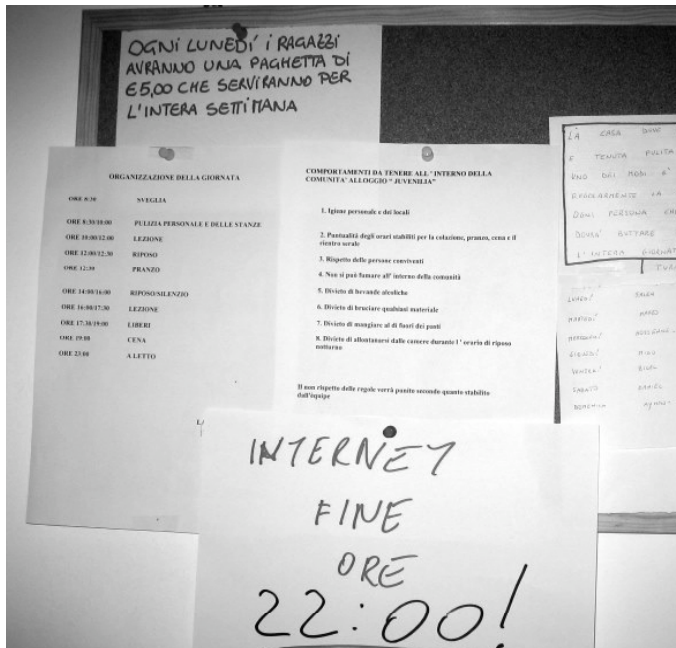 OGNI LUNEDI' i RAGAZZI
AVRANNO UNA PAGHETTA DI
€5,00 CHE SERVIRANNO PER
L'INTERA SETTIMANA
ORGANIZZAZIONE DELLA GIORNATA
ORE 8:30 SVEGLIA
ORE 8:30/10:00 PULIZIA PERSONALE E DELLE STANZE
ORE 10:00/12:00 LEZIONE
ORE 12:00/12:30 RIPOSO
ORE 12:30 PRANZO
ORE 14:00/16:00 RIPOSO/SILENZIO
ORE 16:00/17:30 LEZIONE
ORE 17:30/19:00 LIBERI
ORE 19:00 CENA
ORE 23:00 A LETTO
COMPORTAMENTI DA TENERE ALL' INTERNO DELLA
COMUNITA' ALLOGGIO " JUVENILIA"
1. Igiene personale e dei locali
2. Puntualità degli orari stabiliti per la colazione, pranzo, cena e il
rientro serale
3. Rispetto delle persone conviventi
4. Non si può fumare all' interno della comunità
5. Divieto di bevande alcoliche
6. Divieto di bruciare qualsiasi materiale
7. Divieto di mangiare al di fuori dei pasti
8. Divieto di allontanarsi dalle camere durante l ' orario di riposo
notturno
Il non rispetto delle regole verrà punito secondo quanto stabilito
dall'équipe
LA CASA DOVE
E' TENUTA PULITA
UNO DEI MODI E'
REGOLARMENTE LA
OGNI PERSONA
DOVRA' BUTTARE
L'INTERA GIORNAT
LUNEDI'
MARTEDI'
MERCOLEDI'
GIOVEDI'
VENERDI' BILAL
SABATO DANIEL
DOMENICA
INTERNET
FINE
ORE
22:00!